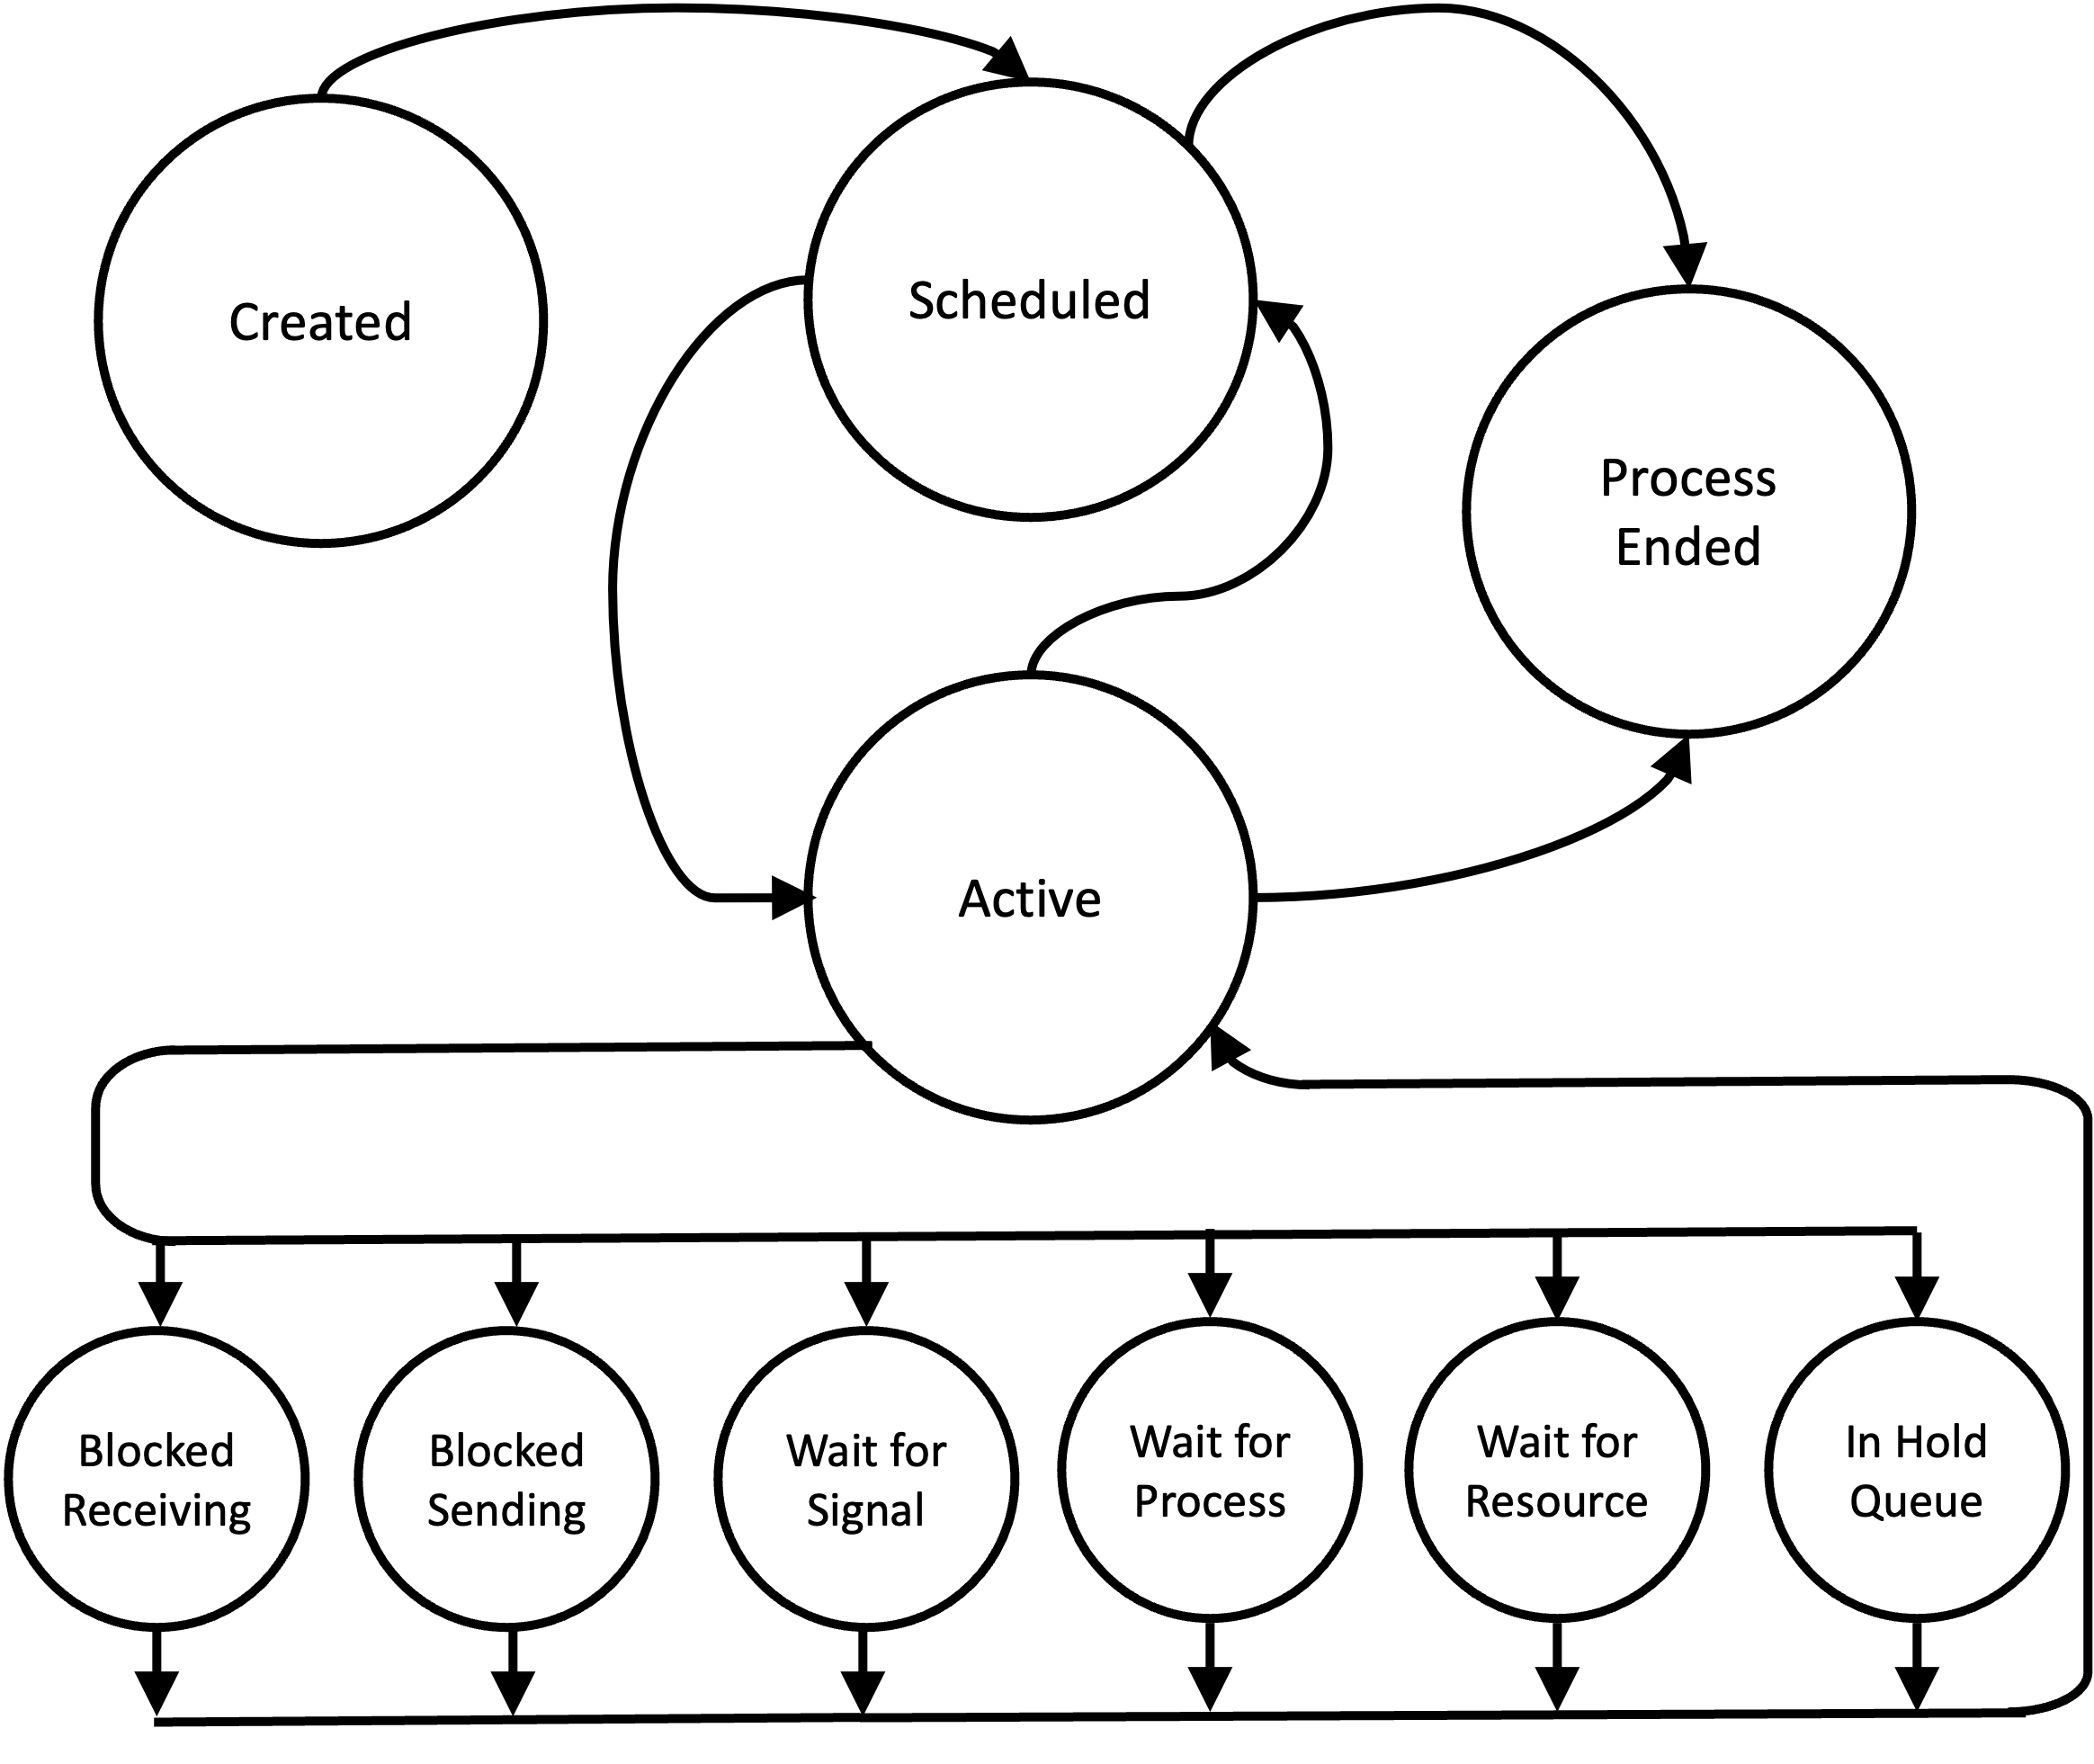 Created
Scheduled
Process
Ended
Active
Blocked
Receiving
Blocked
Sending
Wait for
Signal
Wait for
Process
Wait for
Resource
In Hold
Queue